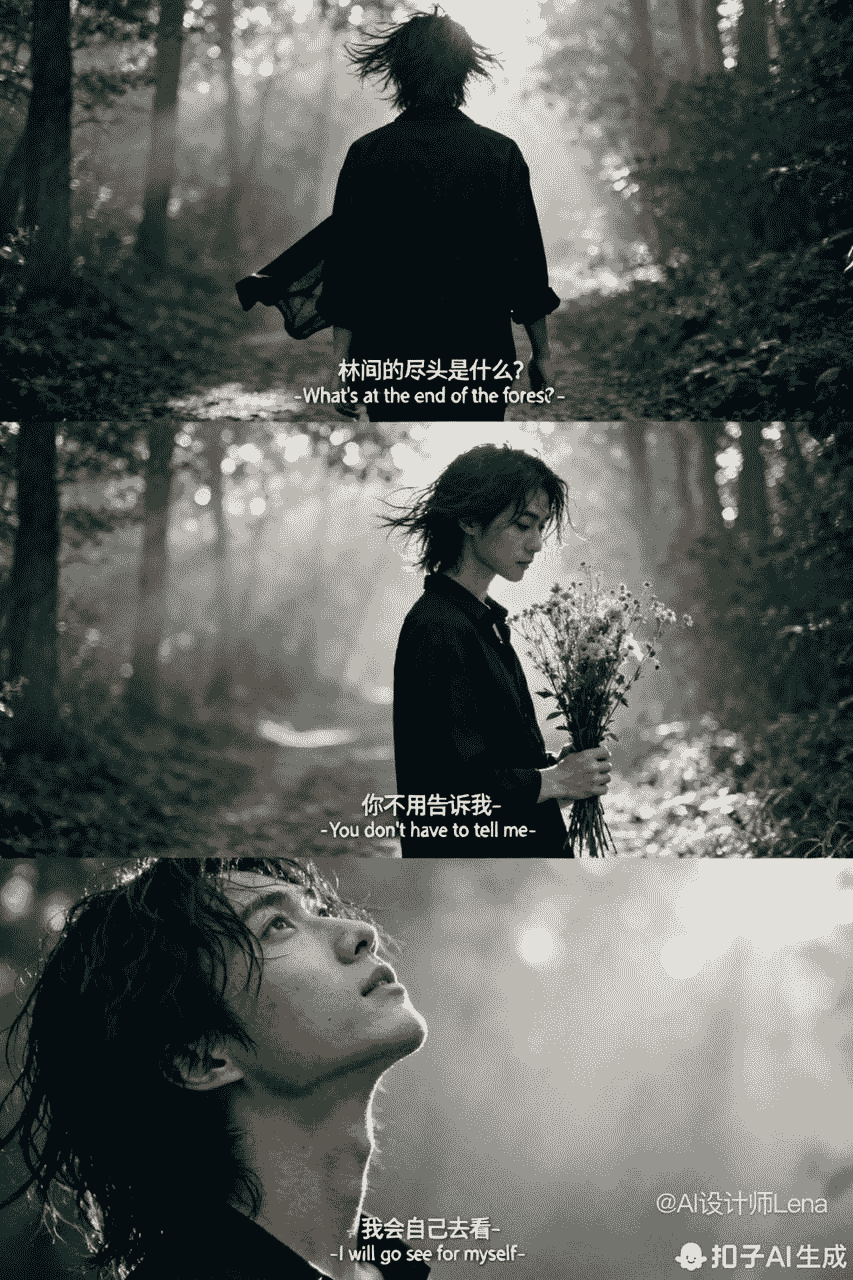 林间的尽头是什么?
-What's at the end of the fores?-
你不用告诉我-
-You don't have to tell me-
-我会自己去看-
-I will go see for myself-
@AI设计师Lena
扣子AI生成